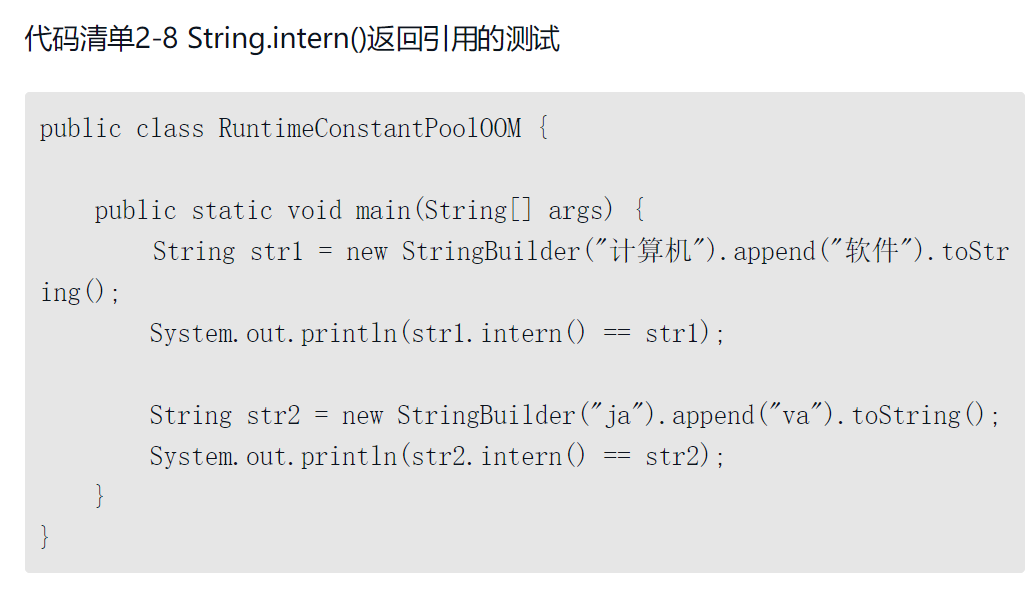 代码清单2-8 String.intern()返回引用的测试
public class RuntimeConstantPoolOOM {
    public static void main(String[] args) {
        String str1 = new StringBuilder("计算机").append("软件").toStr
ing();
        System.out.println(str1.intern() == str1);
        String str2 = new StringBuilder("ja").append("va").toString();
        System.out.println(str2.intern() == str2);
    }
}